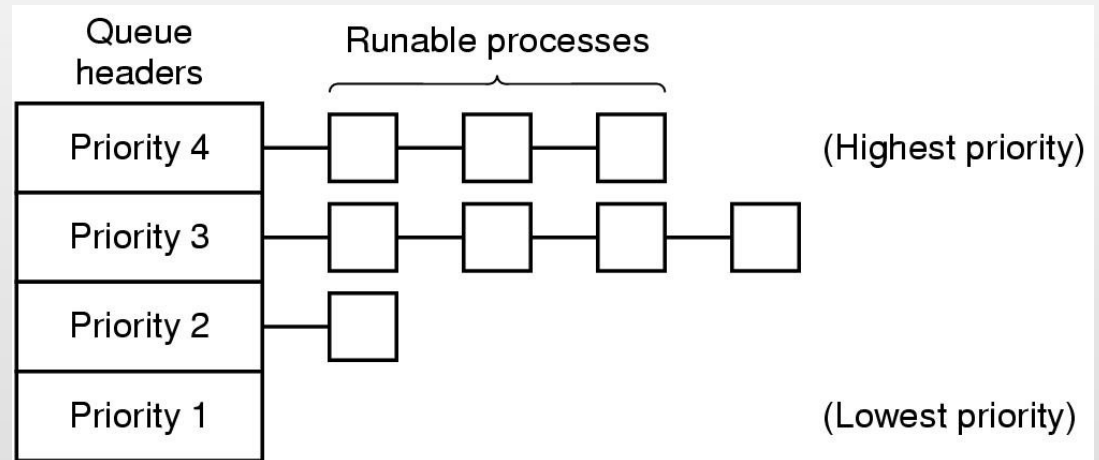 Queue
headers
Runable processes
Priority 4
(Highest priority)
Priority 3
Priority 2
Priority 1
(Lowest priority)